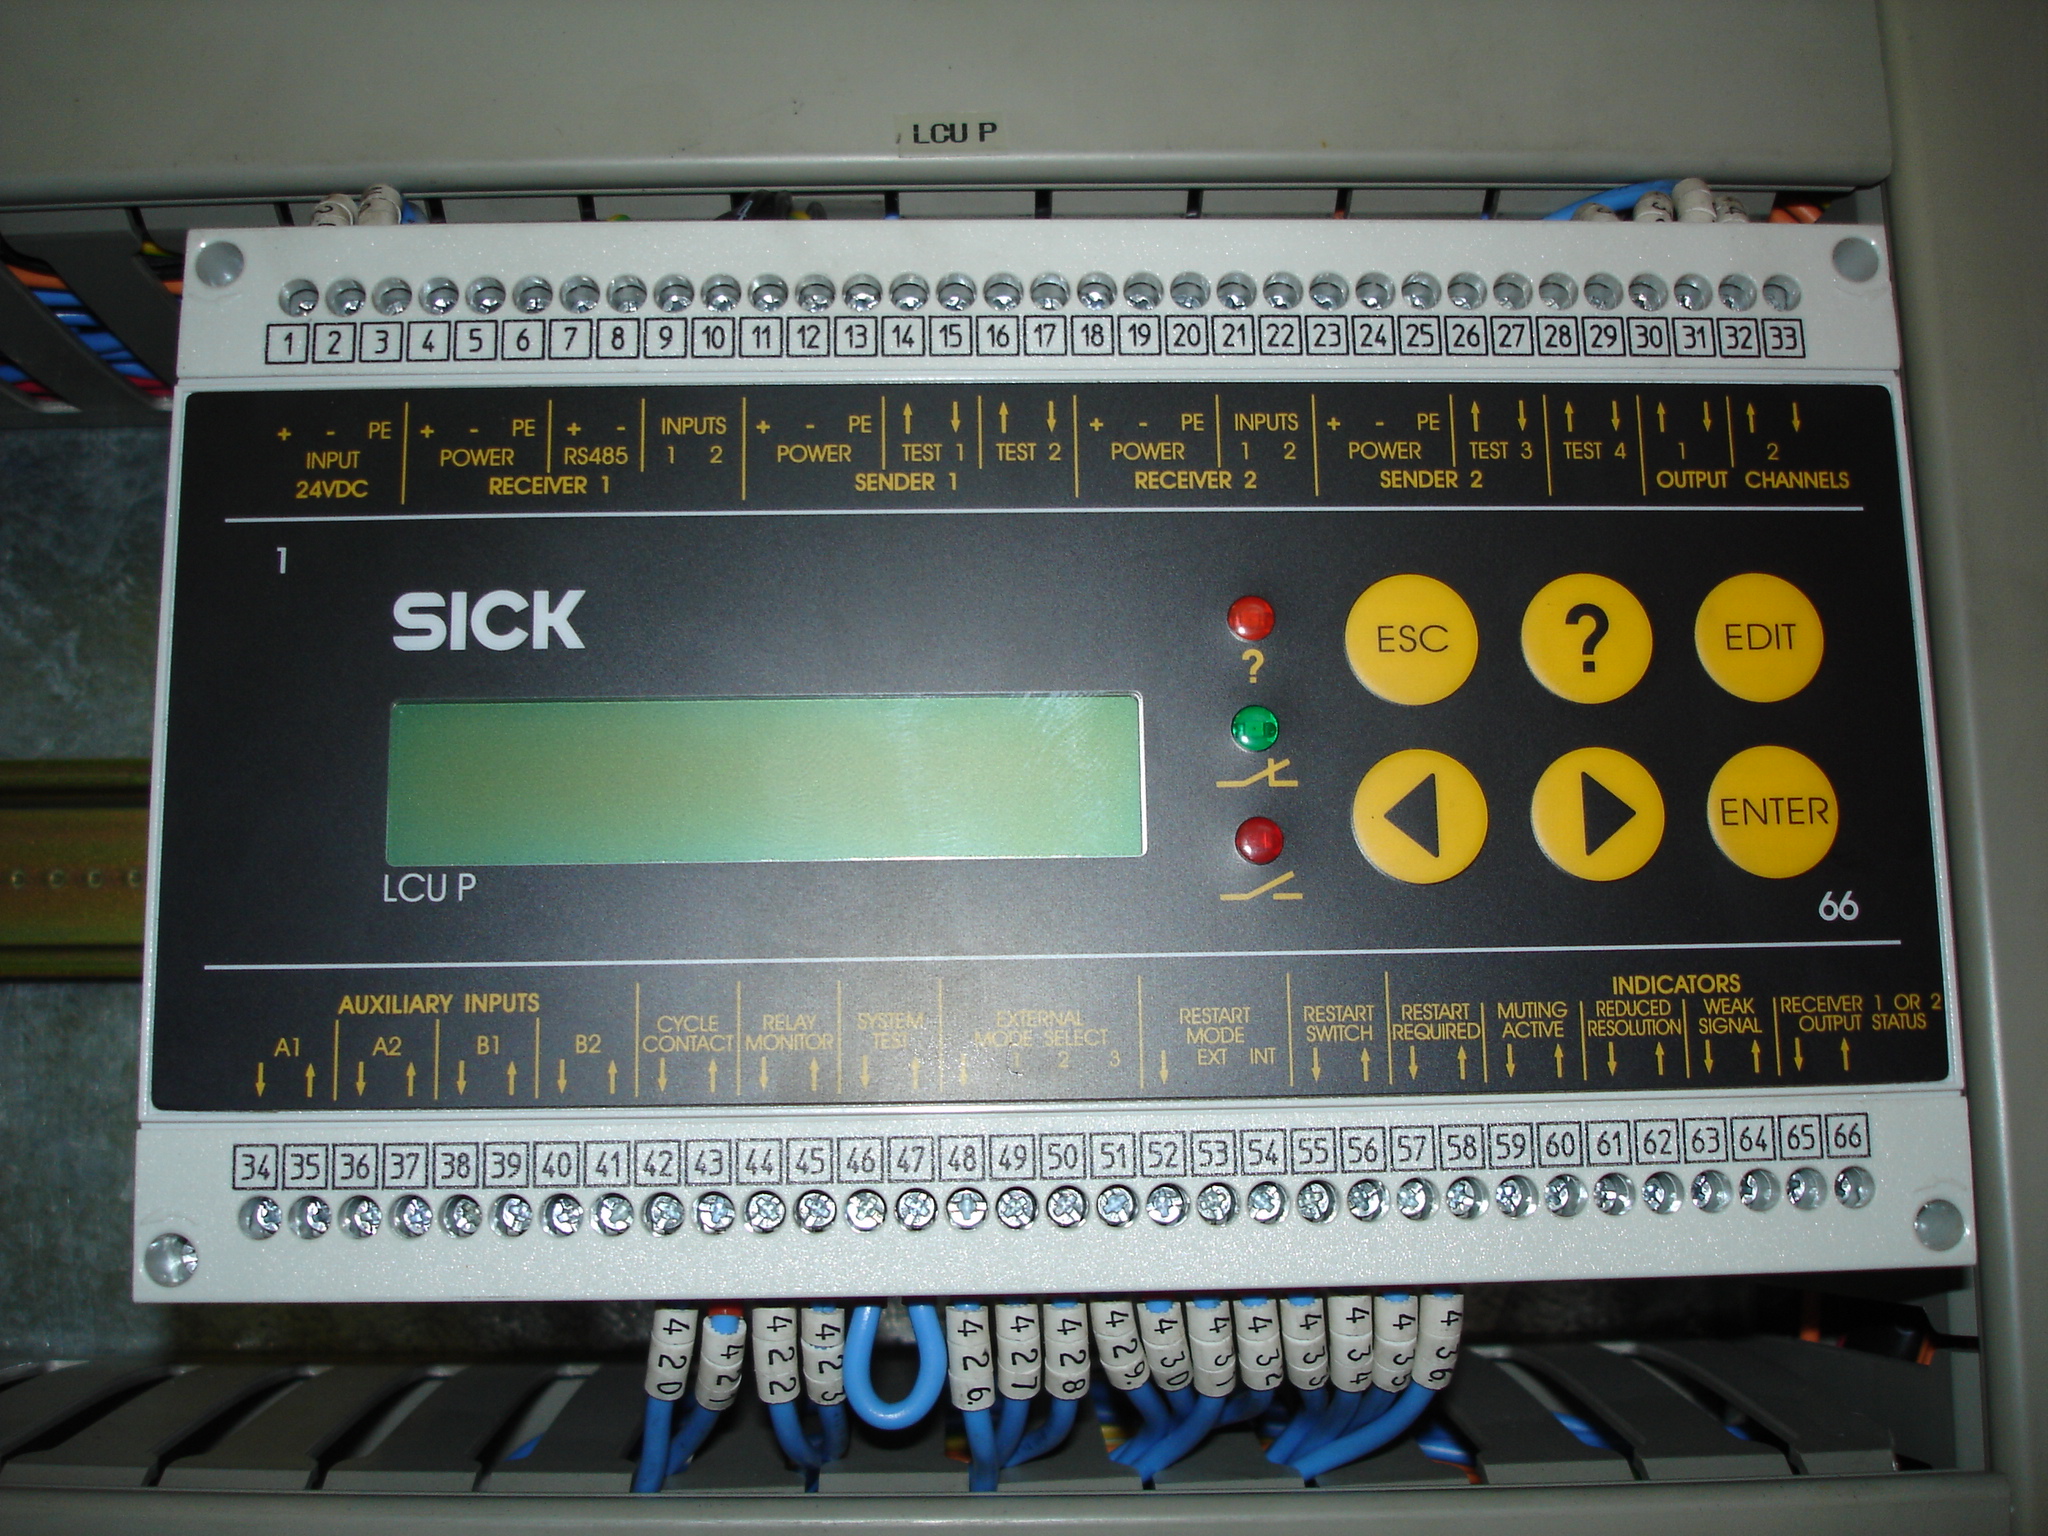 LCU P
1 2 3 4 5 6 7 8 9 10 11 12 13 14 15 16 17 18 19 20 21 22 23 24 25 26 27 28 29 30 31 32 33
+ - PE + - PE + - INPUTS + - PE + - PE INPUTS + - PE
INPUT POWER RS485 1 2 POWER TEST 1 TEST 2 POWER 1 2 POWER TEST 3 TEST 4 1 2
24VDC RECEIVER 1 SENDER 1 RECEIVER 2 SENDER 2 OUTPUT CHANNELS
1
SICK
ESC ? EDIT
?
ENTER
LCU P
66
AUXILIARY INPUTS
A1 A2 B1 B2
CYCLE CONTACT
RELAY MONITOR
SYSTEM TEST
EXTERNAL
MODE SELECT
1 2 3
RESTART
MODE
EXT INT
RESTART
SWITCH
INDICATORS
RESTART
REQUIRED
MUTING
ACTIVE
REDUCED
RESOLUTION
WEAK
SIGNAL
RECEIVER 1 OR 2
OUTPUT STATUS
34 35 36 37 38 39 40 41 42 43 44 45 46 47 48 49 50 51 52 53 54 55 56 57 58 59 60 61 62 63 64 65 66
420 421 422 423 426. 427 428 429. 430 431 432 433 434 435 436.